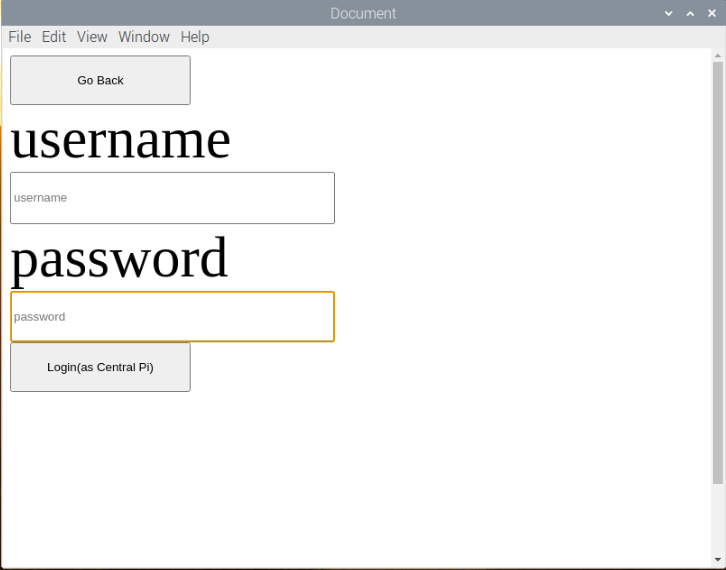 Document
File Edit View Window Help
Go Back
username
username
password
password
Login(as Central Pi)